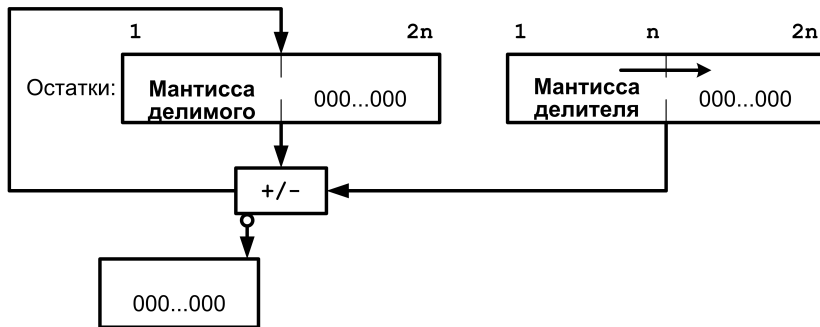 1 2n 1 n 2n
Остатки:
Мантисса
делимого
000...000
Мантисса
делителя
000...000
+/-
000...000